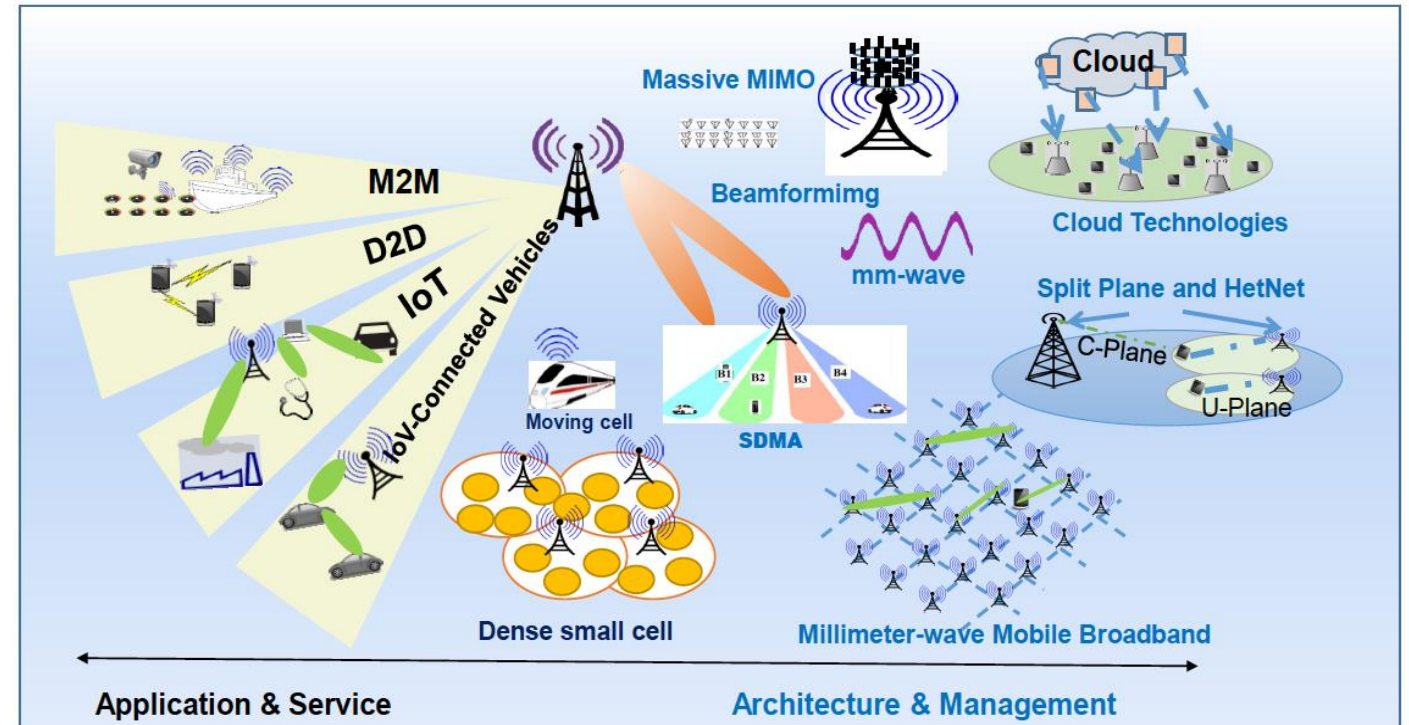 Massive MIMO
Cloud
M2M
Beamformimg
Cloud Technologies
D2D
mm-wave
IoT
Split Plane and HetNet
IoV-Connected Vehicles
C-Plane
B1
B2
B3
B4
U-Plane
Moving cell
SDMA
Dense small cell
Millimeter-wave Mobile Broadband
Application & Service
Architecture & Management